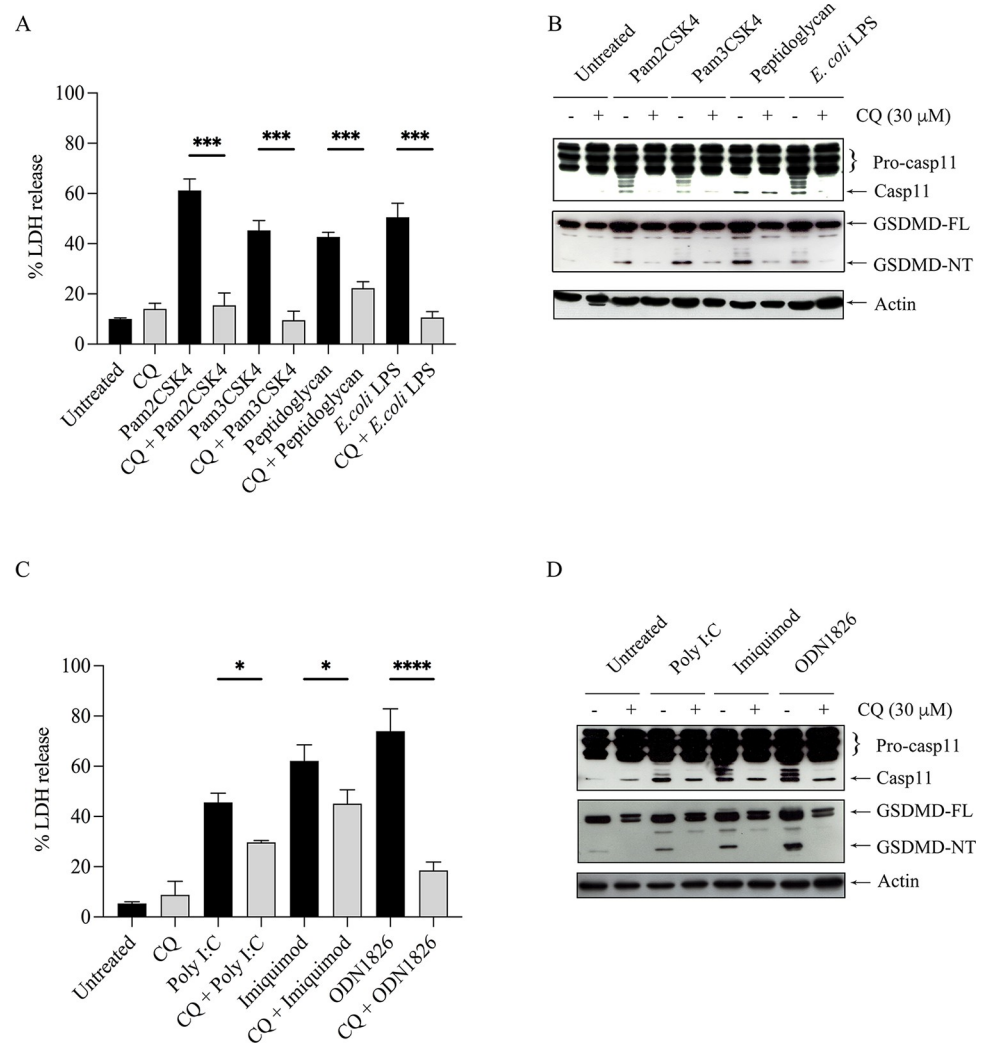 A
% LDH release
100
80
60
40
20
0
*** *** *** ***
Untreated
CQ
Pam2CSK4
CQ + Pam2CSK4
Pam3CSK4
CQ + Pam3CSK4
Peptidoglycan
CQ + Peptidoglycan
E.coli LPS
CQ + E.coli LPS
B
Untreated
Pam2CSK4
Pam3CSK4
Peptidoglycan
E. coli LPS
- + - + - + - + - + CQ (30 µM)
Pro-casp11
Casp11
GSDMD-FL
GSDMD-NT
Actin
C
% LDH release
100
80
60
40
20
0
* * ****
Untreated
CQ
Poly I:C
CQ + Poly I:C
Imiquimod
CQ + Imiquimod
ODN1826
CQ + ODN1826
D
Untreated
Poly I:C
Imiquimod
ODN1826
- + - + - + - + CQ (30 µM)
Pro-casp11
Casp11
GSDMD-FL
GSDMD-NT
Actin